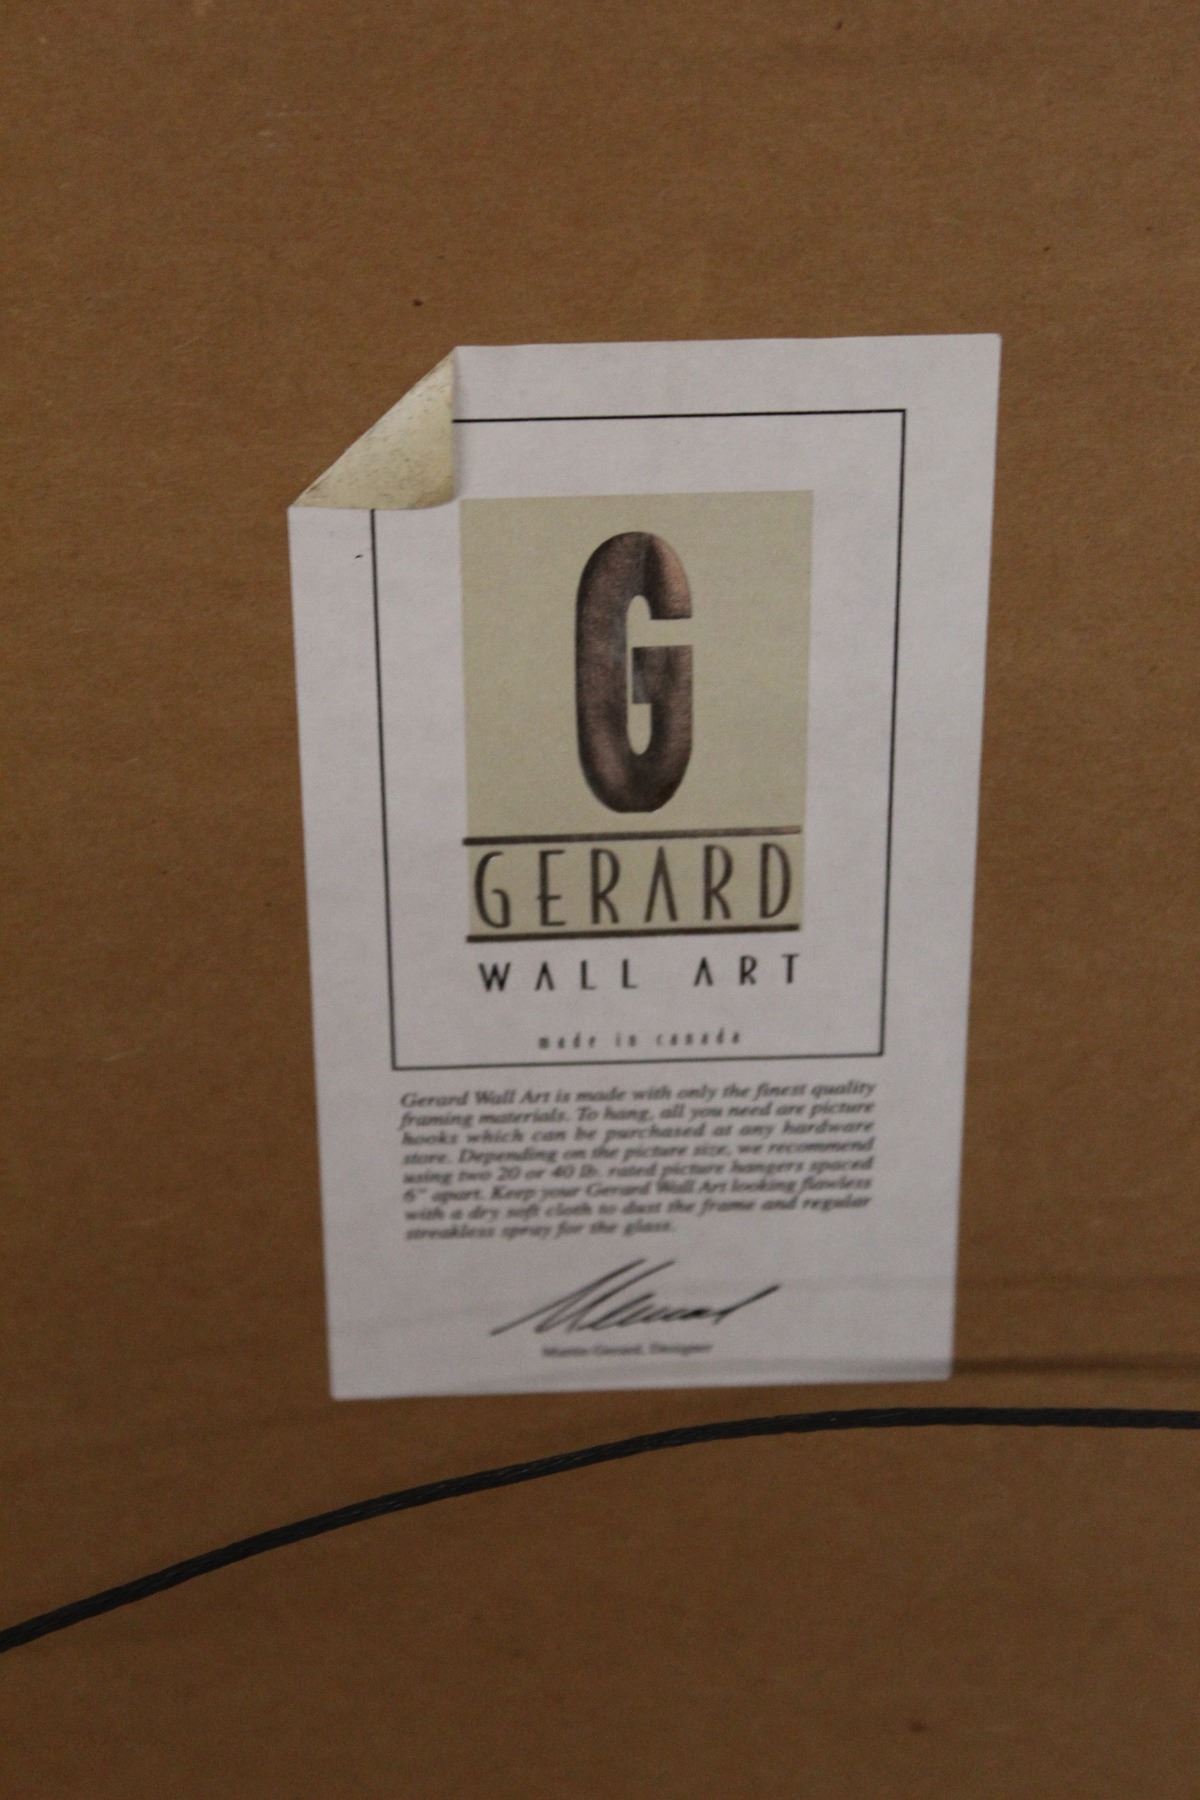 G
GERARD
WALL ART
made in canada
Gerard Wall Art is made with only the finest quality
framing materials. To hang, all you need are picture
hooks which can be purchased at any hardware
store. Depending on the picture size, we recommend
using two 20 or 40 lb. rated picture hangers spaced
6" apart. Keep your Gerard Wall Art looking flawless
with a dry soft cloth to dust the frame and regular
streakless spray for the glass.
Martin Gerard, Designer